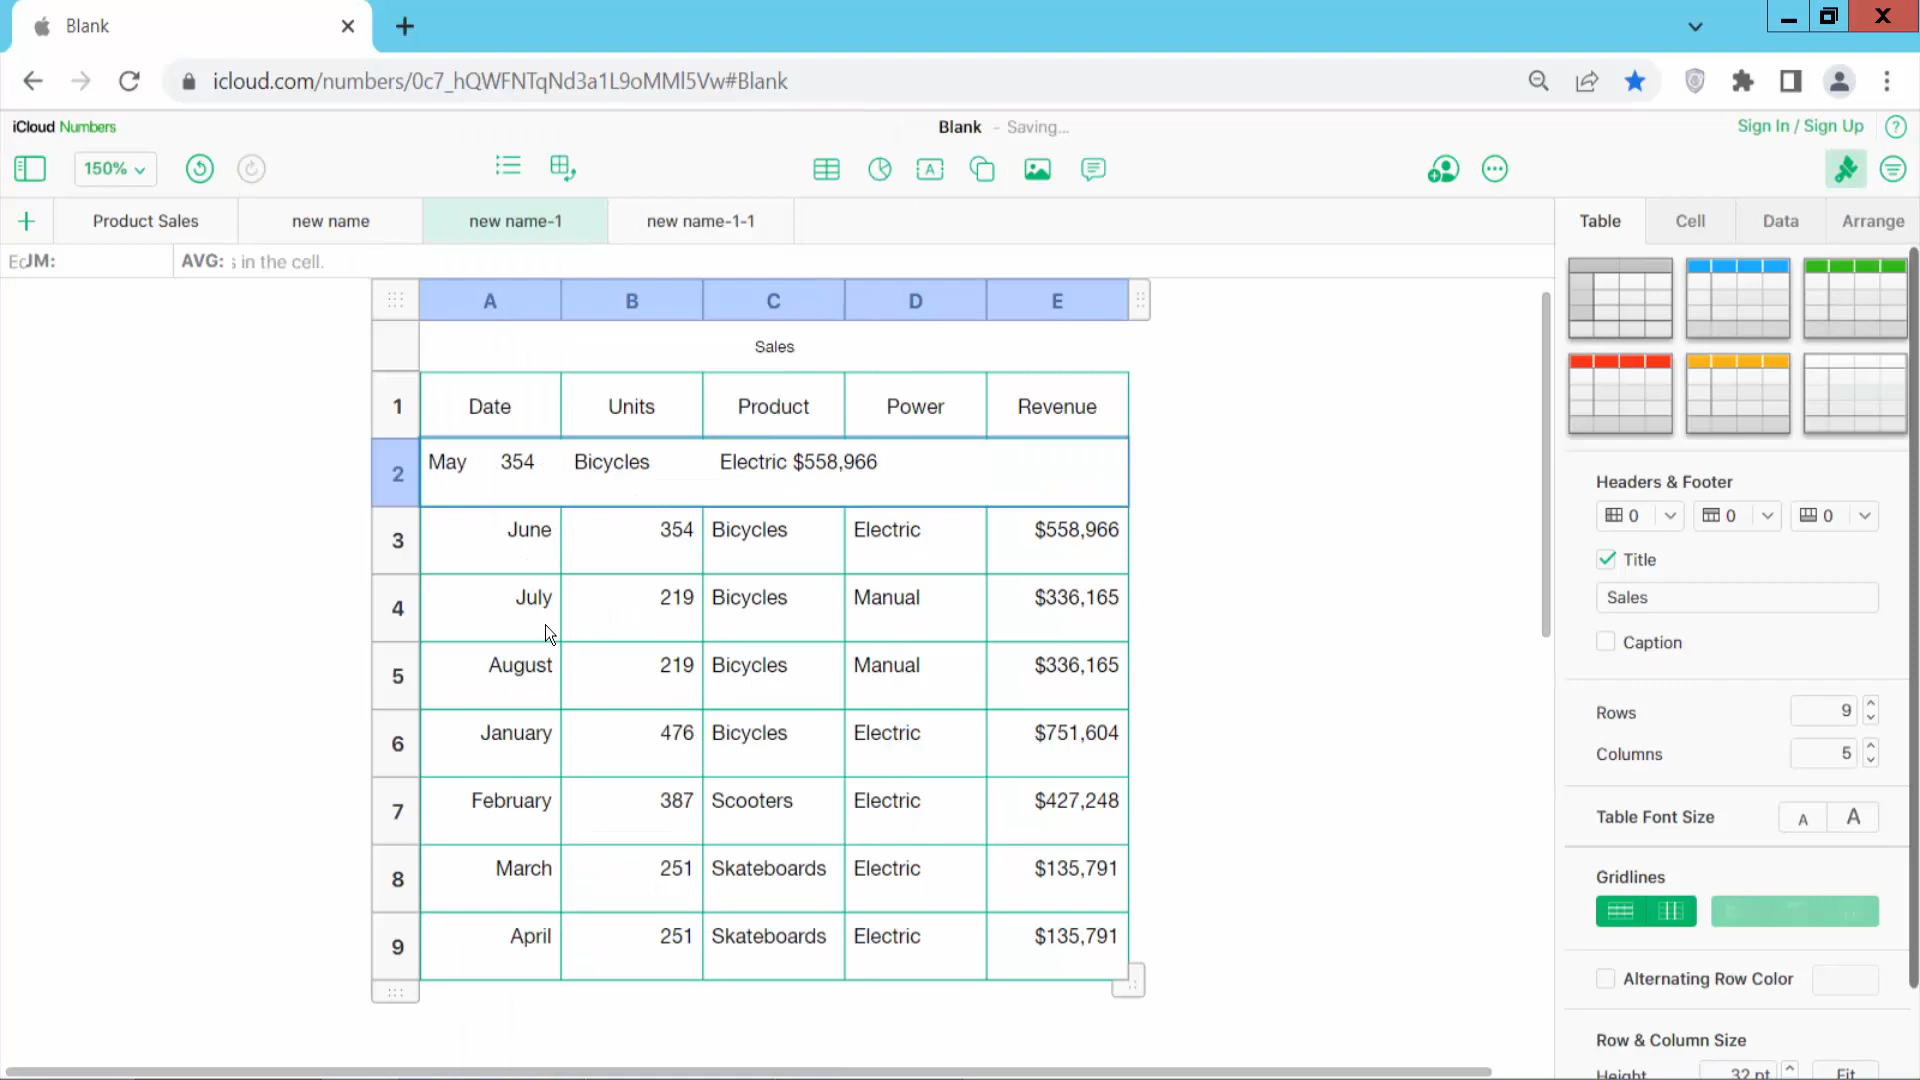 Blank
icloud.com/numbers/0c7_hQWFNTqNd3a1L9oMMl5Vw#Blank
iCloud Numbers
Blank - Saving...
Sign In / Sign Up
150%
Product Sales new name new name-1 new name-1-1
Table Cell Data Arrange
JM: AVG: s in the cell.
A B C D E
Sales
1 Date Units Product Power Revenue
2 May 354 Bicycles Electric $558,966
3 June 354 Bicycles Electric $558,966
4 July 219 Bicycles Manual $336,165
5 August 219 Bicycles Manual $336,165
6 January 476 Bicycles Electric $751,604
7 February 387 Scooters Electric $427,248
8 March 251 Skateboards Electric $135,791
9 April 251 Skateboards Electric $135,791
Headers & Footer
0 0 0
Title
Sales
Caption
Rows 9
Columns 5
Table Font Size A A
Gridlines
Alternating Row Color
Row & Column Size
Height 32 pt Fit